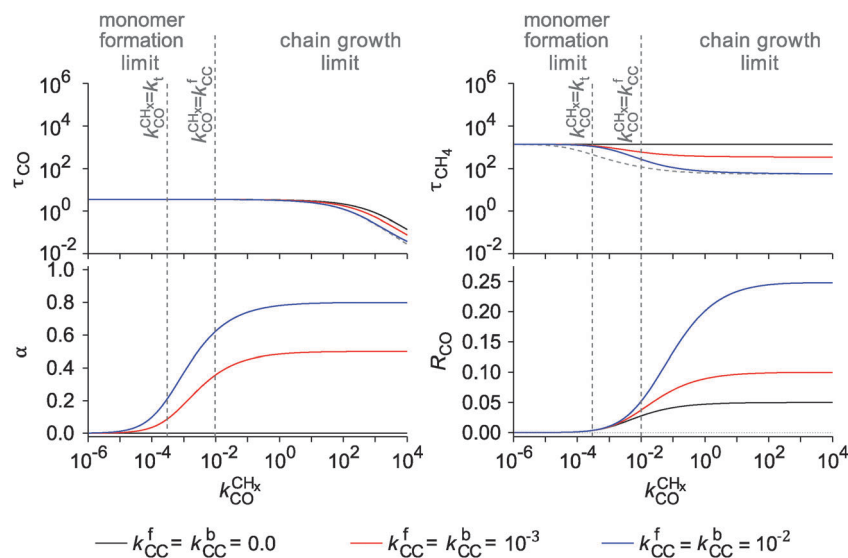 monomer
formation
limit
chain growth
limit
k_CO^CHx=k_t
k_CO^CHx=k_CC^f
τ_CO
10^6
10^4
10^2
10^0
10^-2
α
1.0
0.8
0.6
0.4
0.2
0.0
10^-6 10^-4 10^-2 10^0 10^2 10^4
k_CO^CHx
monomer
formation
limit
chain growth
limit
k_CO^CHx=k_t
k_CO^CHx=k_CC^f
τ_CH4
10^6
10^4
10^2
10^0
10^-2
R_CO
0.25
0.20
0.15
0.10
0.05
0.00
10^-6 10^-4 10^-2 10^0 10^2 10^4
k_CO^CHx
k_CC^f = k_CC^b = 0.0 k_CC^f = k_CC^b = 10^-3 k_CC^f = k_CC^b = 10^-2